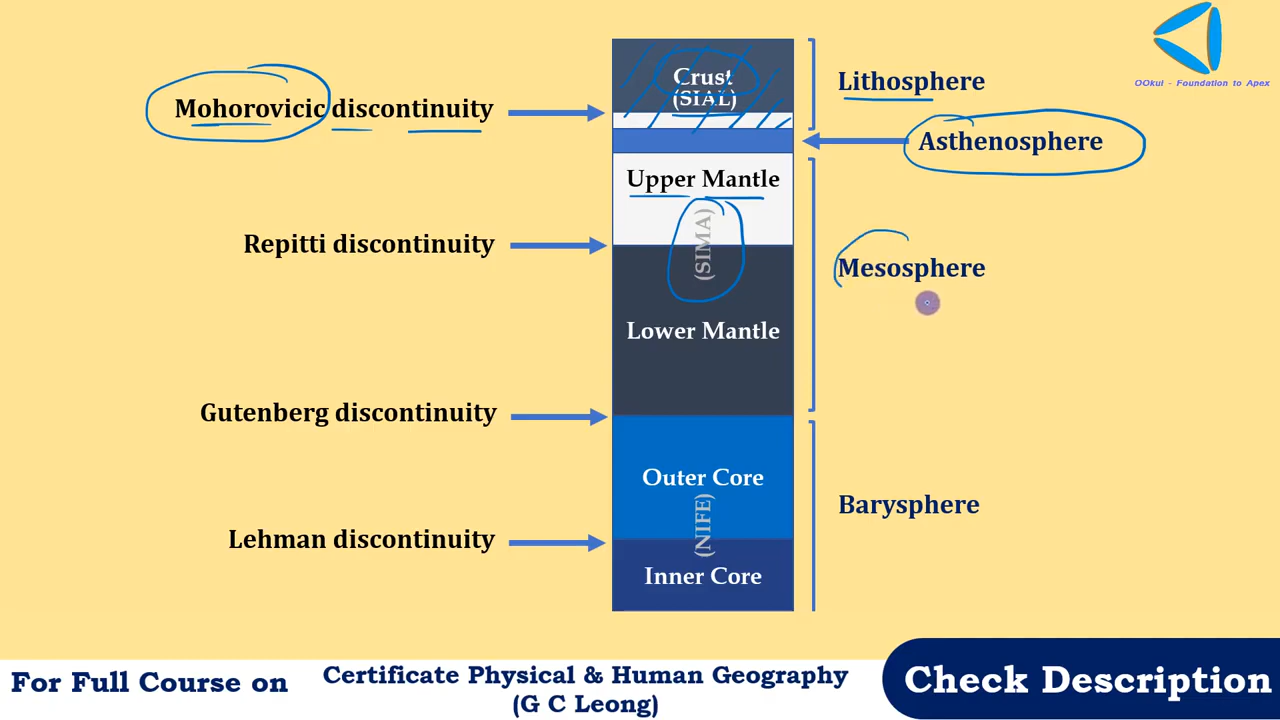 OOkul - Foundation to Apex
Crust
(SIAL)
Lithosphere
Mohorovicic discontinuity
Asthenosphere
Upper Mantle
(SIMA)
Repitti discontinuity
Mesosphere
Lower Mantle
Gutenberg discontinuity
Outer Core
(NIFE)
Barysphere
Lehman discontinuity
Inner Core
For Full Course on
Certificate Physical & Human Geography
(G C Leong)
Check Description